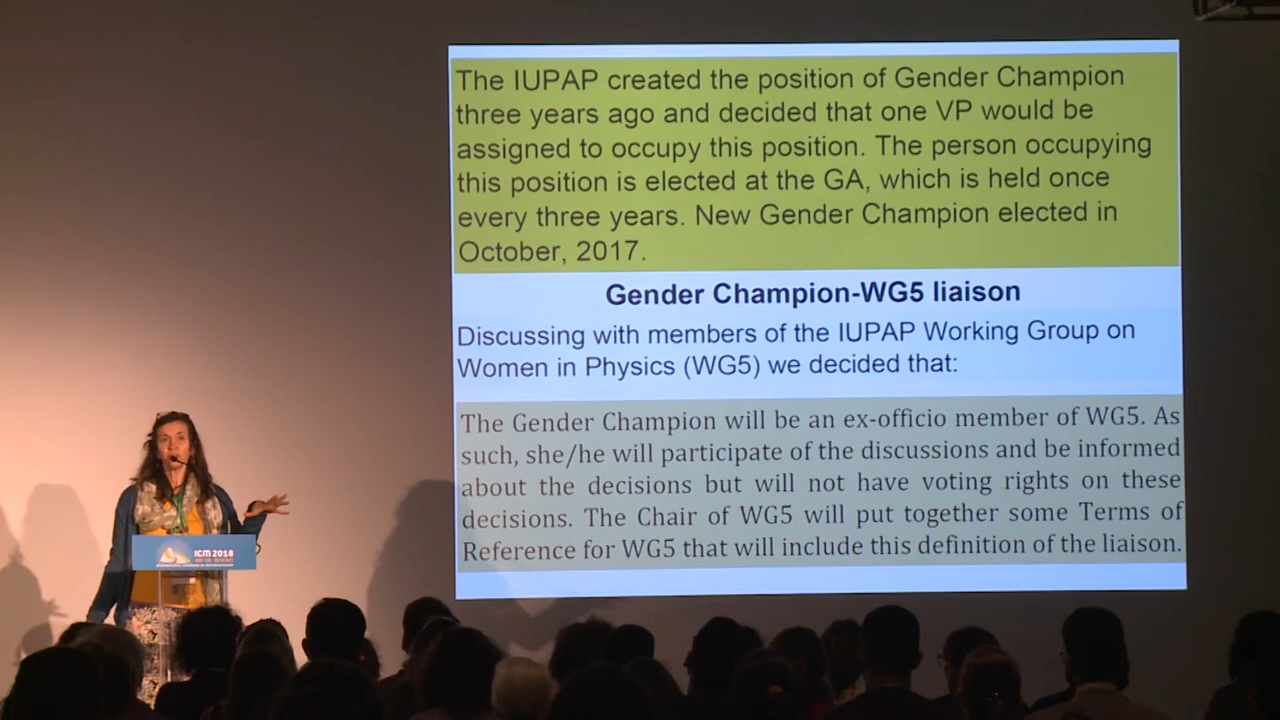 The IUPAP created the position of Gender Champion
three years ago and decided that one VP would be
assigned to occupy this position. The person occupying
this position is elected at the GA, which is held once
every three years. New Gender Champion elected in
October, 2017.
Gender Champion-WG5 liaison
Discussing with members of the IUPAP Working Group on
Women in Physics (WG5) we decided that:
The Gender Champion will be an ex-officio member of WG5. As
such, she/he will participate of the discussions and be informed
about the decisions but will not have voting rights on these
decisions. The Chair of WG5 will put together some Terms of
Reference for WG5 that will include this definition of the liaison.
ICM 2018